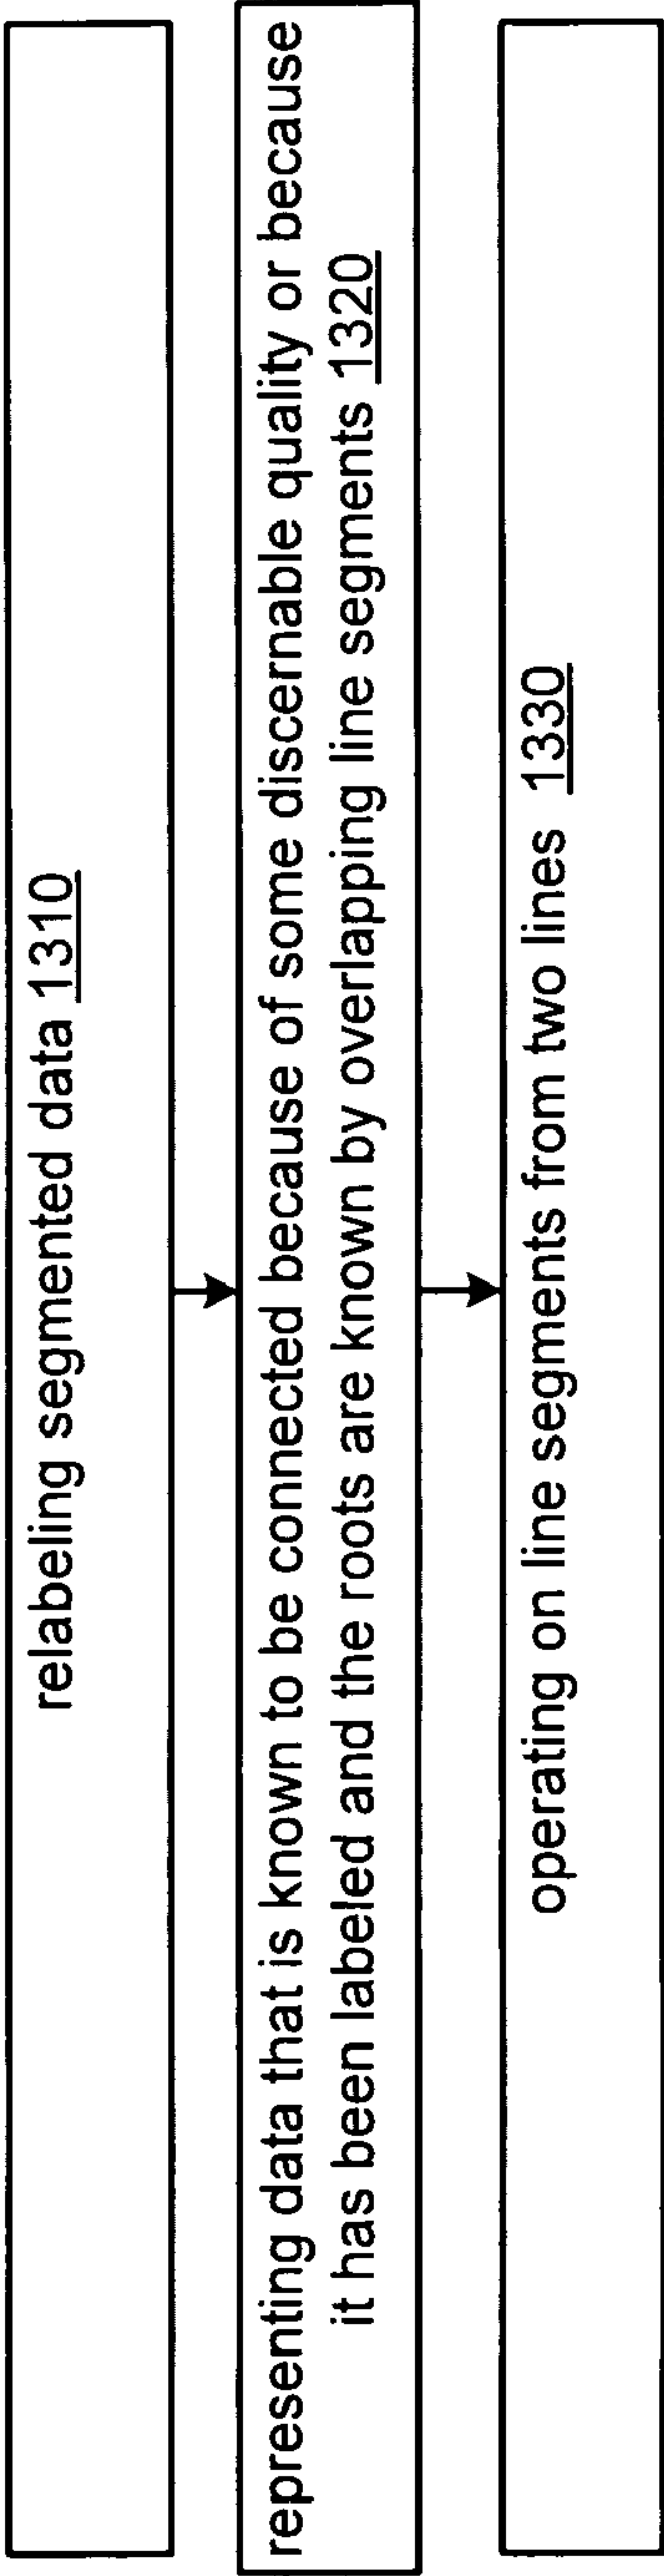 relabeling segmented data 1310
representing data that is known to be connected because of some discernable quality or because
it has been labeled and the roots are known by overlapping line segments 1320
operating on line segments from two lines 1330